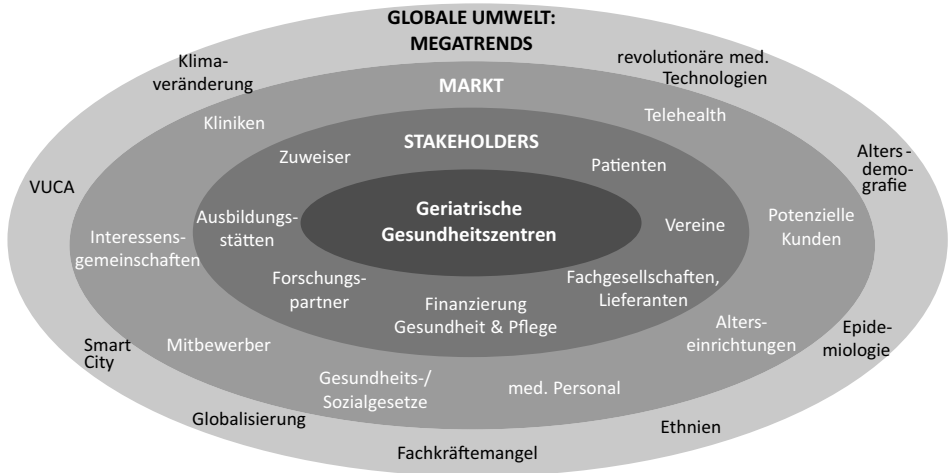 GLOBALE UMWELT:
MEGATRENDS
Klima-
veränderung
revolutionäre med.
Technologien
MARKT
Kliniken
Telehealth
STAKEHOLDERS
Zuweiser
Patienten
Alters-
demo-
grafie
VUCA
Geriatrische
Gesundheitszentren
Ausbildungs-
stätten
Vereine
Potenzielle
Kunden
Interessens-
gemeinschaften
Forschungs-
partner
Fachgesellschaften,
Lieferanten
Finanzierung
Gesundheit & Pflege
Smart
City
Mitbewerber
Alters-
einrichtungen
Epide-
miologie
Gesundheits-/
Sozialgesetze
med. Personal
Globalisierung
Ethnien
Fachkräftemangel